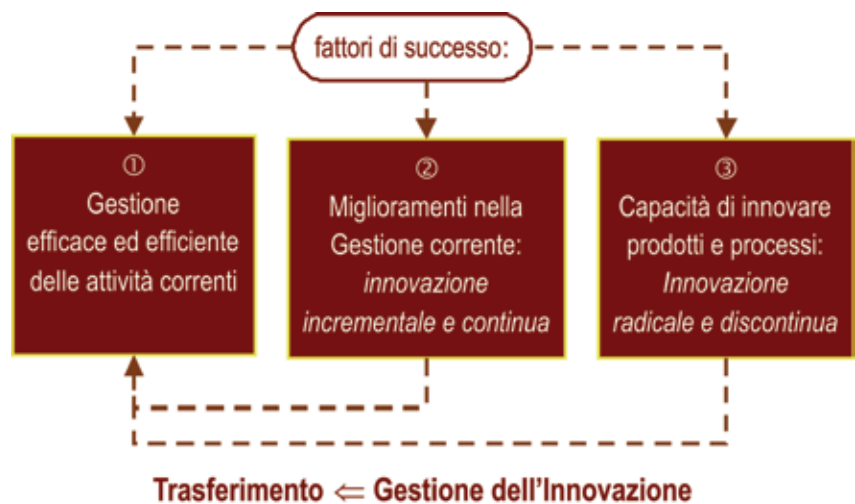 fattori di successo:
①
Gestione
efficace ed efficiente
delle attività correnti
②
Miglioramenti nella
Gestione corrente:
innovazione
incrementale e continua
③
Capacità di innovare
prodotti e processi:
Innovazione
radicale e discontinua
Trasferimento ⇐ Gestione dell'Innovazione